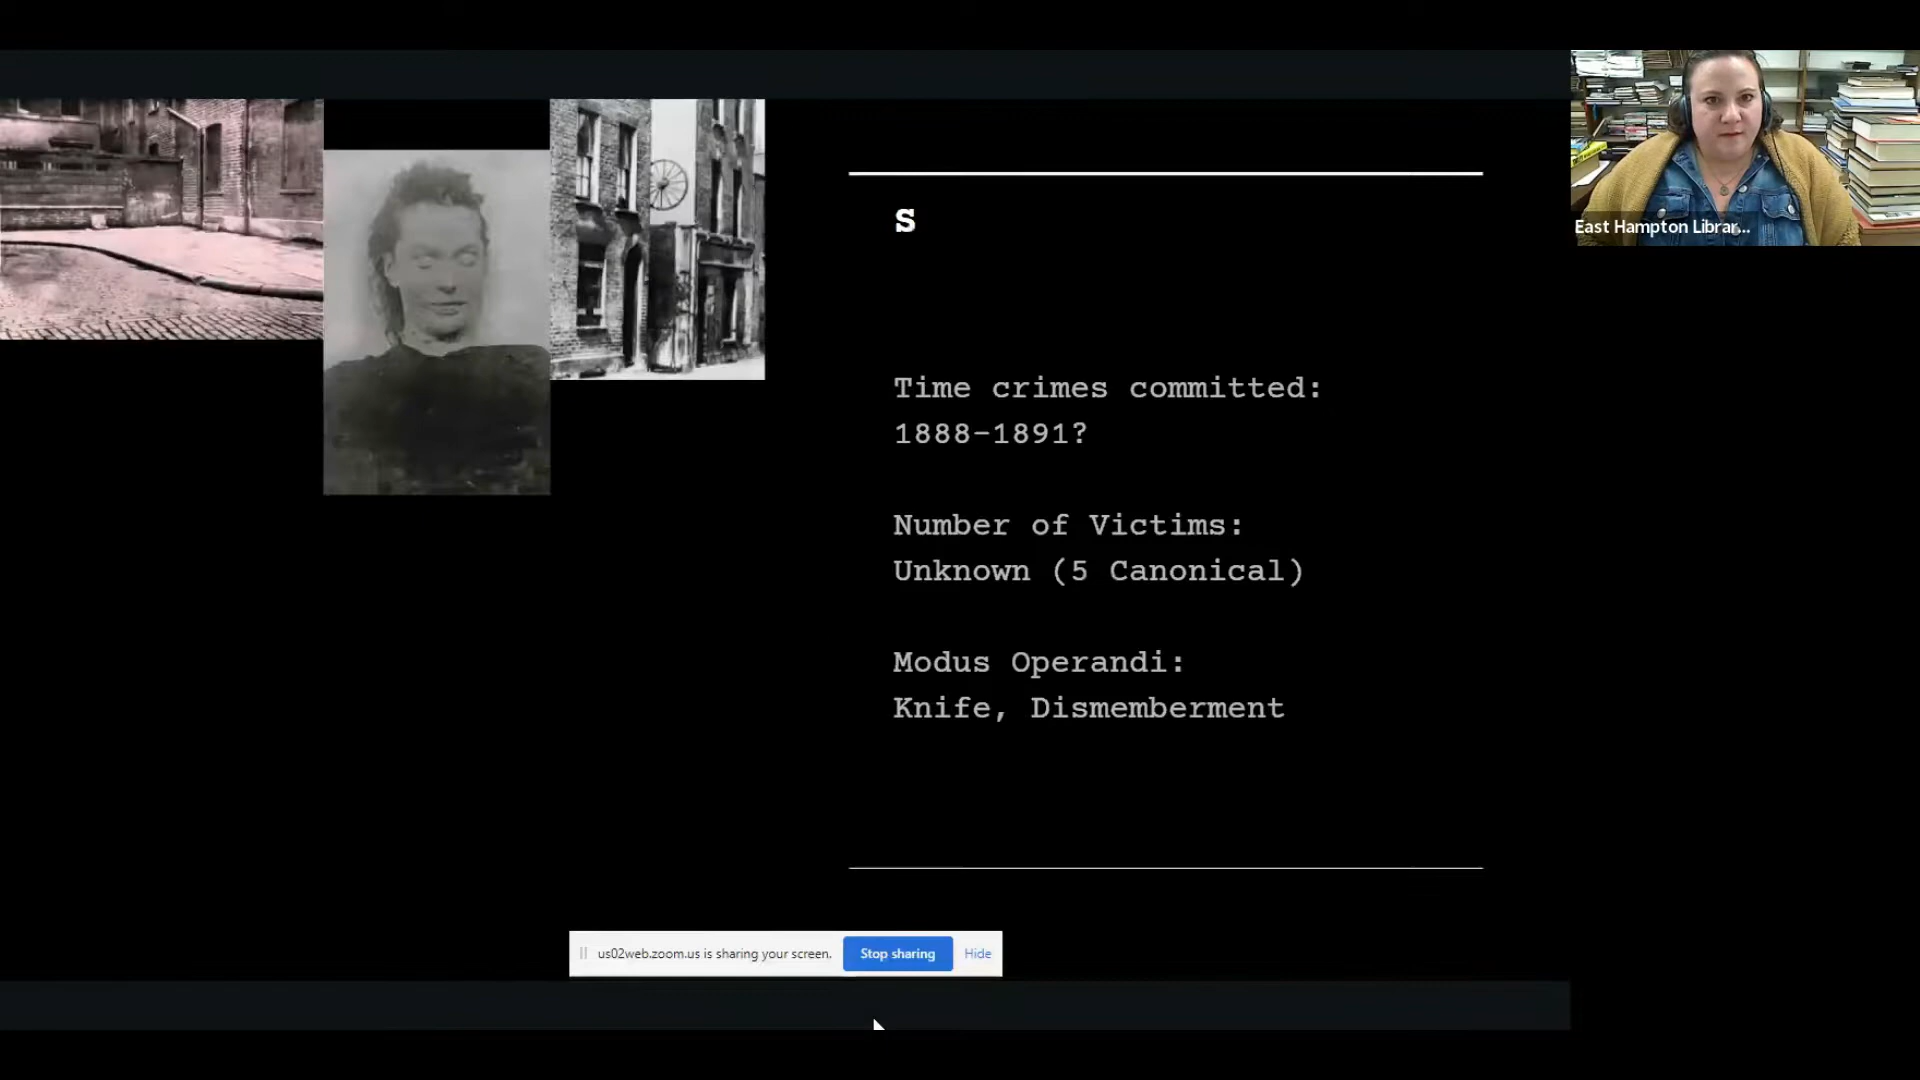 S
Time crimes committed:
1888-1891?
Number of Victims:
Unknown (5 Canonical)
Modus Operandi:
Knife, Dismemberment
East Hampton Librar...
us02web.zoom.us is sharing your screen.
Stop sharing
Hide